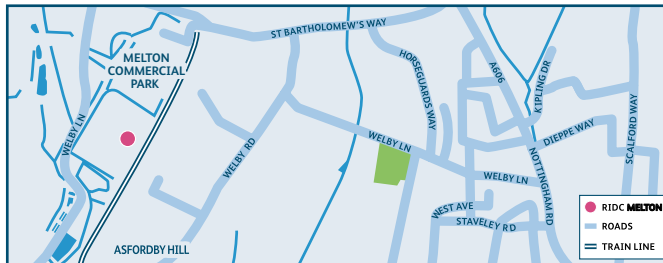 ST BARTHOLOMEW'S WAY
MELTON
COMMERCIAL
PARK
HORSEGUARDS WAY
A606
KIPLING DR
SCALFORD WAY
WELBY LN
WELBY RD
WELBY LN
DIEPPE WAY
NOTTINGHAM RD
WELBY LN
WEST AVE
STAVELEY RD
ASFORDBY HILL
RIDC MELTON
ROADS
TRAIN LINE